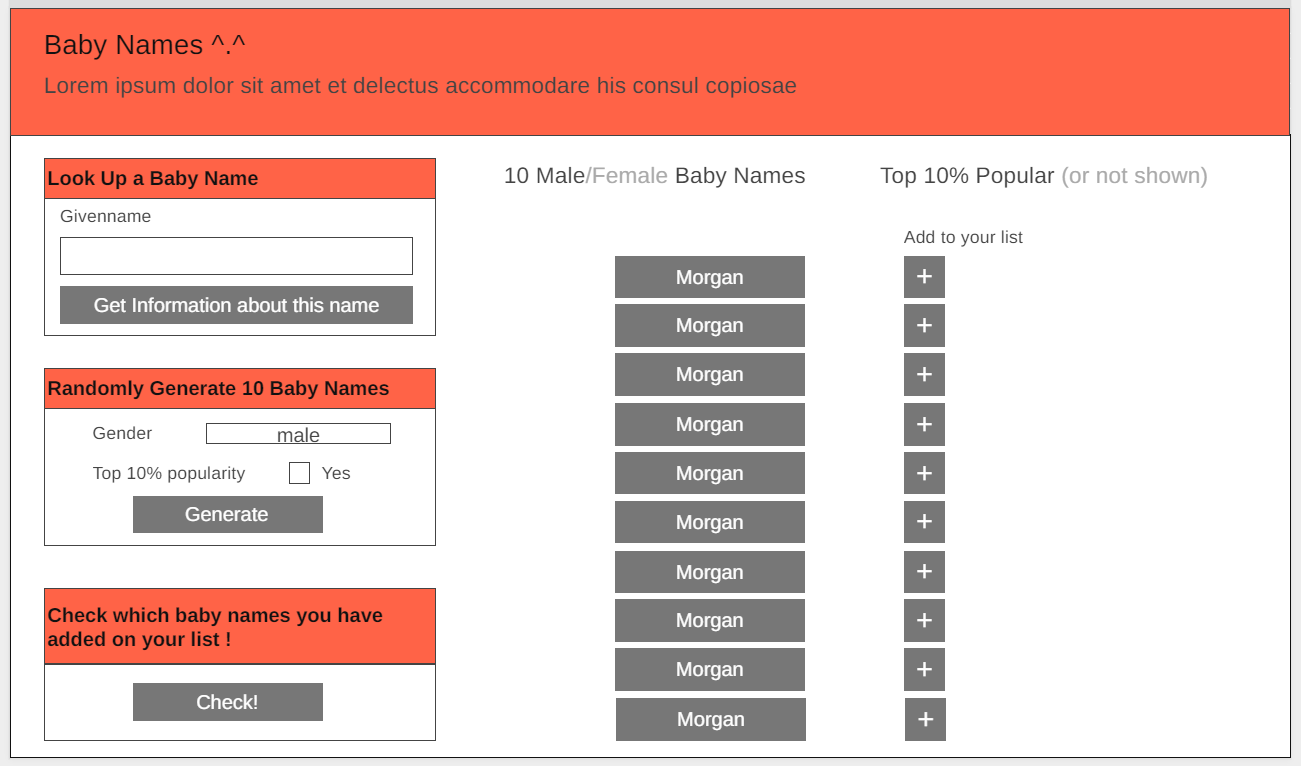 Baby Names ^.^
Lorem ipsum dolor sit amet et delectus accommodare his consul copiosae
Look Up a Baby Name
Givenname
Get Information about this name
Randomly Generate 10 Baby Names
Gender
male
Top 10% popularity
Yes
Generate
Check which baby names you have
added on your list !
Check!
10 Male/Female Baby Names
Top 10% Popular (or not shown)
Add to your list
Morgan +
Morgan +
Morgan +
Morgan +
Morgan +
Morgan +
Morgan +
Morgan +
Morgan +
Morgan +